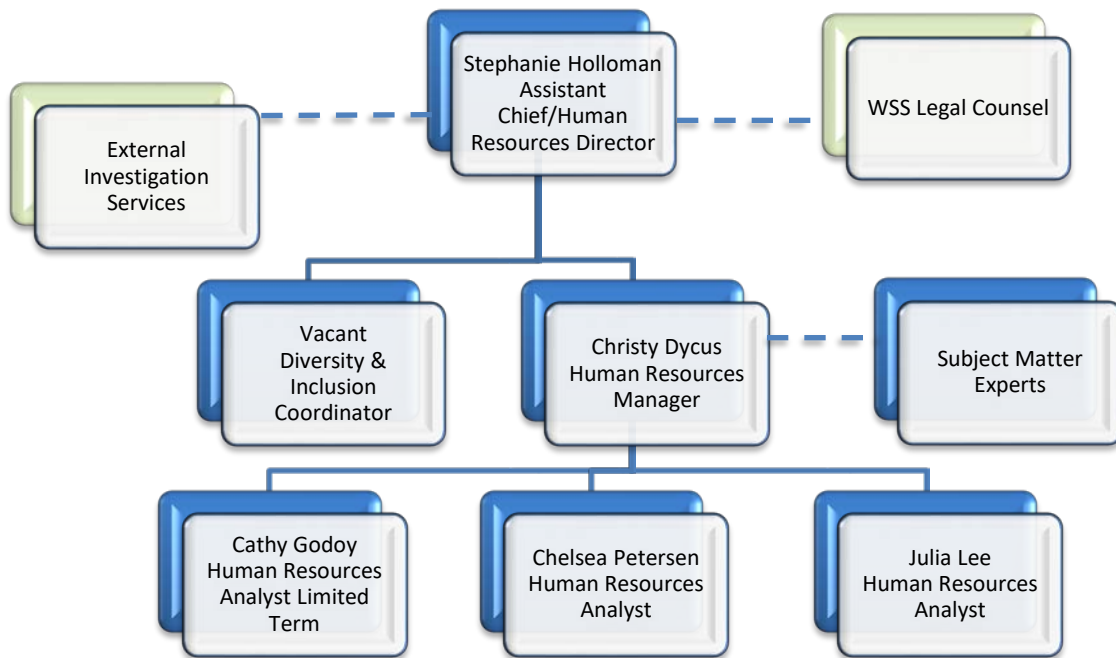 Stephanie Holloman
Assistant
Chief/Human
Resources Director
WSS Legal Counsel
External
Investigation
Services
Vacant
Diversity &
Inclusion
Coordinator
Christy Dycus
Human Resources
Manager
Subject Matter
Experts
Cathy Godoy
Human Resources
Analyst Limited
Term
Chelsea Petersen
Human Resources
Analyst
Julia Lee
Human Resources
Analyst